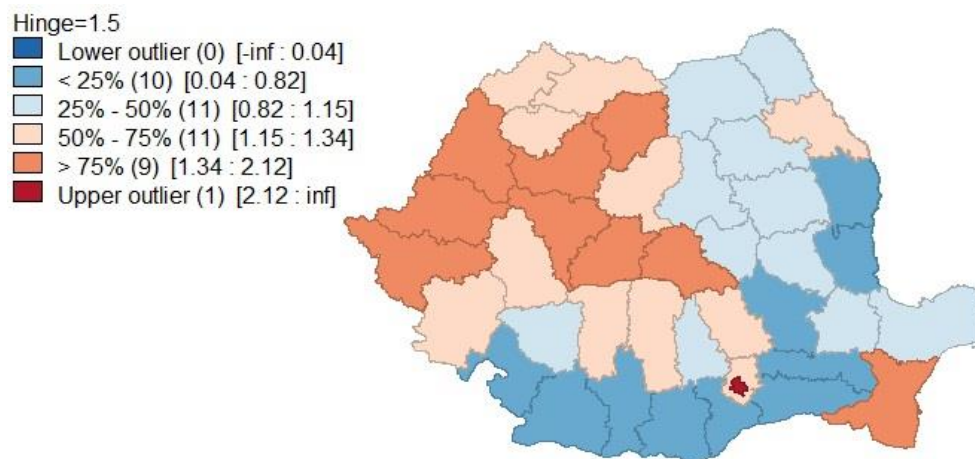 Hinge=1.5
Lower outlier (0) [-inf : 0.04]
< 25% (10) [0.04 : 0.82]
25% - 50% (11) [0.82 : 1.15]
50% - 75% (11) [1.15 : 1.34]
> 75% (9) [1.34 : 2.12]
Upper outlier (1) [2.12 : inf]